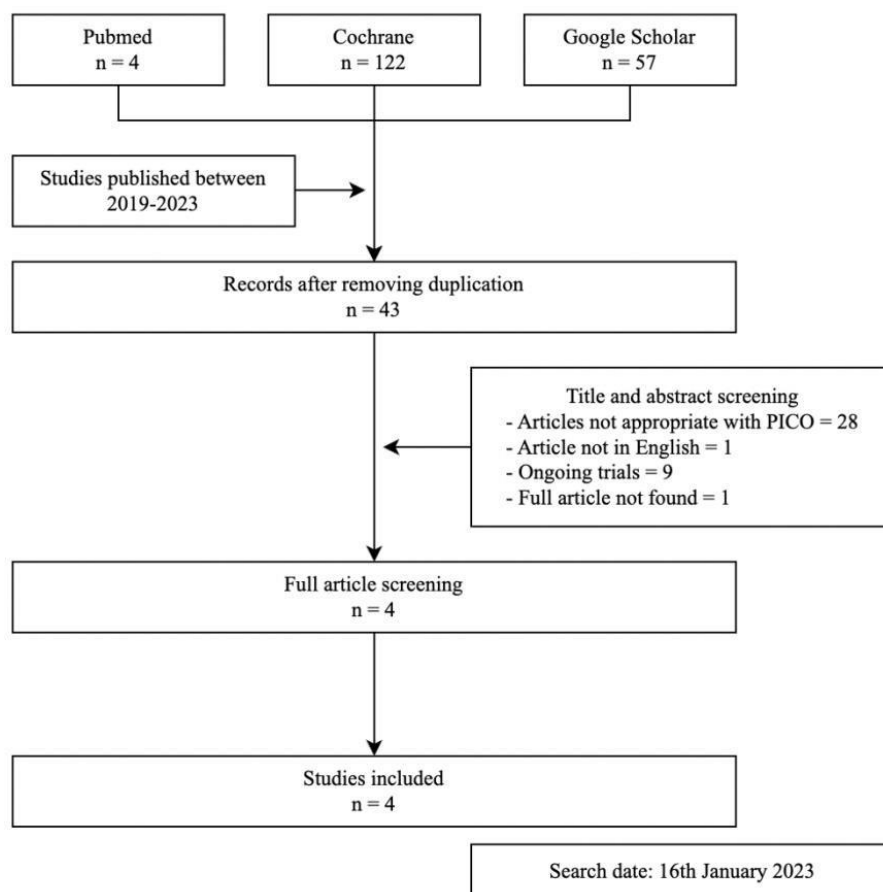 Pubmed
n = 4
Cochrane
n = 122
Google Scholar
n = 57
Studies published between
2019-2023
Records after removing duplication
n = 43
Title and abstract screening
- Articles not appropriate with PICO = 28
- Article not in English = 1
- Ongoing trials = 9
- Full article not found = 1
Full article screening
n = 4
Studies included
n = 4
Search date: 16th January 2023